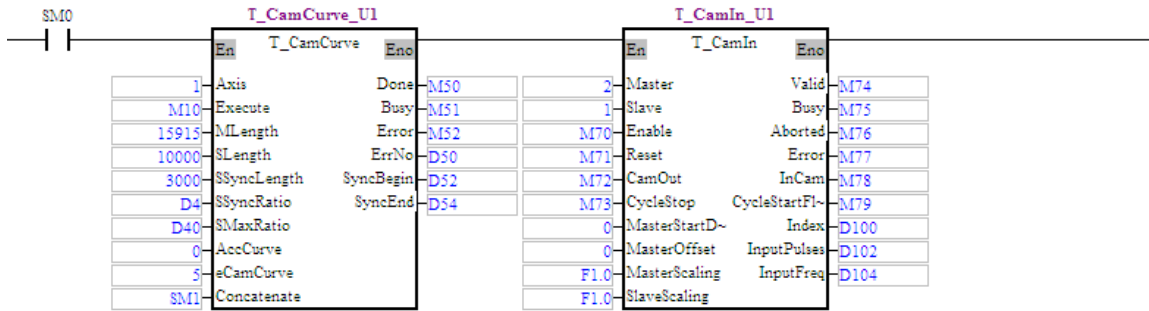 SM0 T_CamCurve_U1 T_CamIn_U1
En T_CamCurve Eno En T_CamIn Eno
1 Axis Done M50 2 Master Valid M74
M10 Execute Busy M51 1 Slave Busy M75
15915 MLength Error M52 M70 Enable Aborted M76
10000 SLength ErrNo D50 M71 Reset Error M77
3000 SSyncLength SyncBegin D52 M72 CamOut InCam M78
D4 SSyncRatio SyncEnd D54 M73 CycleStop CycleStartFl~ M79
D40 SMaxRatio 0 MasterStartD~ Index D100
0 AccCurve 0 MasterOffset InputPulses D102
5 eCamCurve F1.0 MasterScaling InputFreq D104
SM1 Concatenate F1.0 SlaveScaling